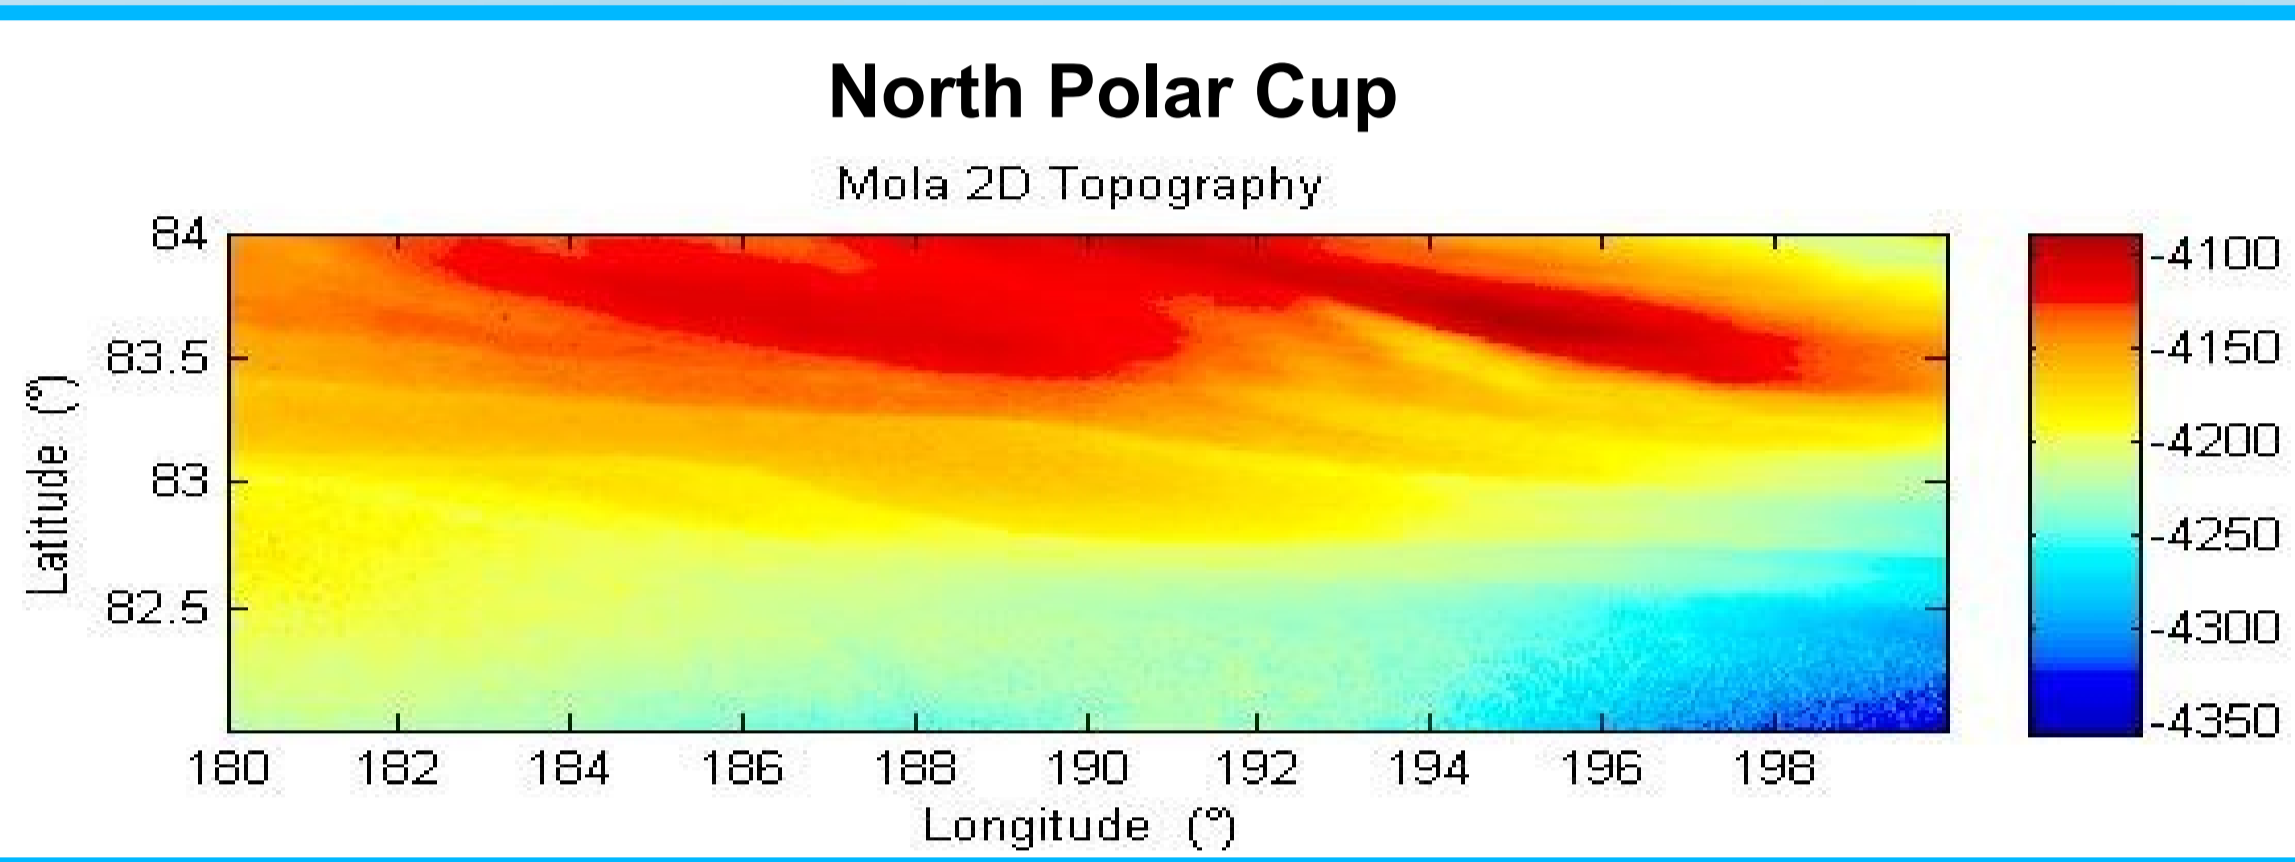 North Polar Cup
Mola 2D Topography
84
83.5
83
82.5
Latitude (°)
180 182 184 186 188 190 192 194 196 198
Longitude (°)
-4100
-4150
-4200
-4250
-4300
-4350